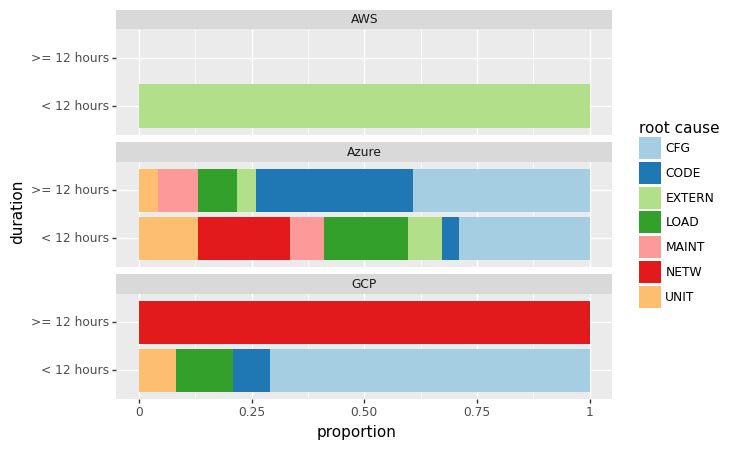 AWS
>= 12 hours
< 12 hours
Azure
>= 12 hours
< 12 hours
GCP
>= 12 hours
< 12 hours
0 0.25 0.50 0.75 1
proportion
duration
root cause
CFG
CODE
EXTERN
LOAD
MAINT
NETW
UNIT